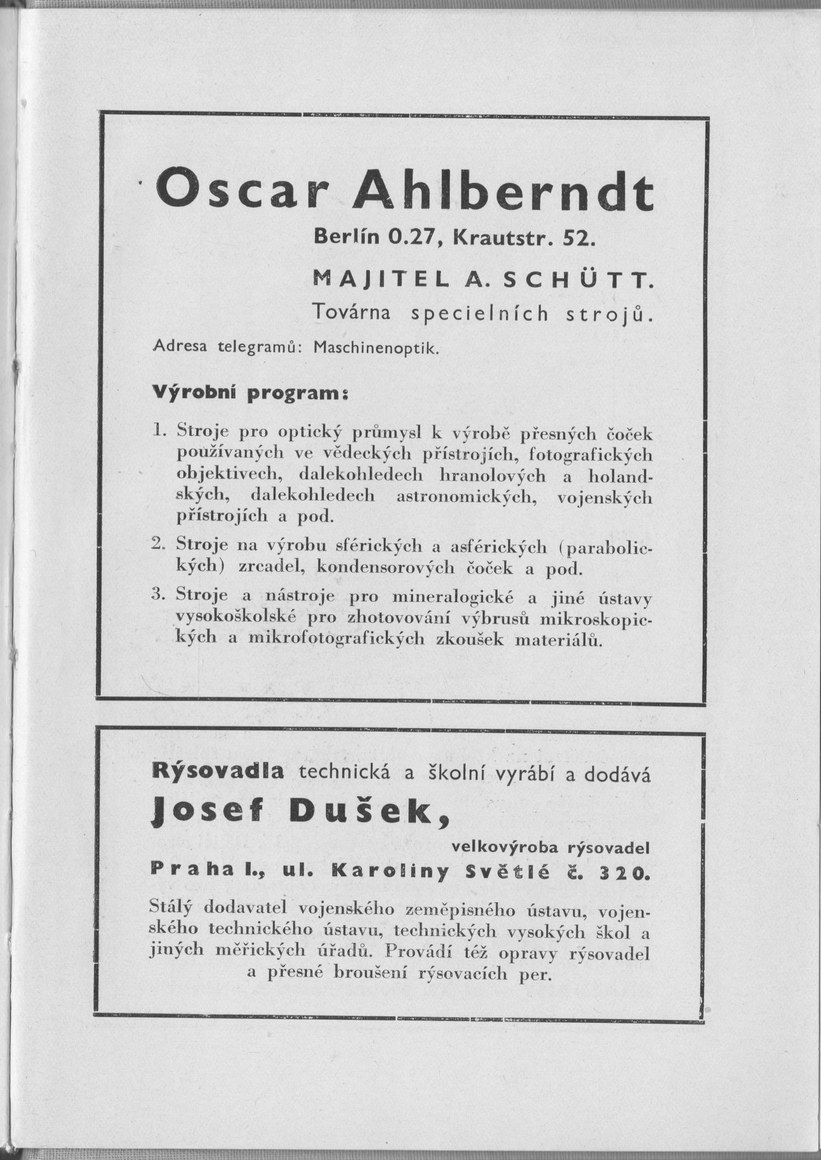 Oscar Ahlberndt
Berlín O.27, Krautstr. 52.
MAJITEL A. SCHÜTT.
Továrna specielních strojů.
Adresa telegramů: Maschinenoptik.
Výrobní program:
1. Stroje pro optický průmysl k výrobě přesných čoček
používaných ve vědeckých přístrojích, fotografických
objektivech, dalekohledech hranolových a holand-
ských, dalekohledech astronomických, vojenských
přístrojích a pod.
2. Stroje na výrobu sférických a asférických (parabolic-
kých) zrcadel, kondensorových čoček a pod.
3. Stroje a nástroje pro mineralogické a jiné ústavy
vysokoškolské pro zhotovování výbrusů mikroskopic-
kých a mikrofotografických zkoušek materiálů.
Rýsovadla technická a školní vyrábí a dodává
Josef Dušek,
velkovýroba rýsovadel
Praha I., ul. Karoliny Světlé č. 320.
Stálý dodavatel vojenského zeměpisného ústavu, vojen-
ského technického ústavu, technických vysokých škol a
jiných měřických úřadů. Provádí též opravy rýsovadel
a přesné broušení rýsovacích per.